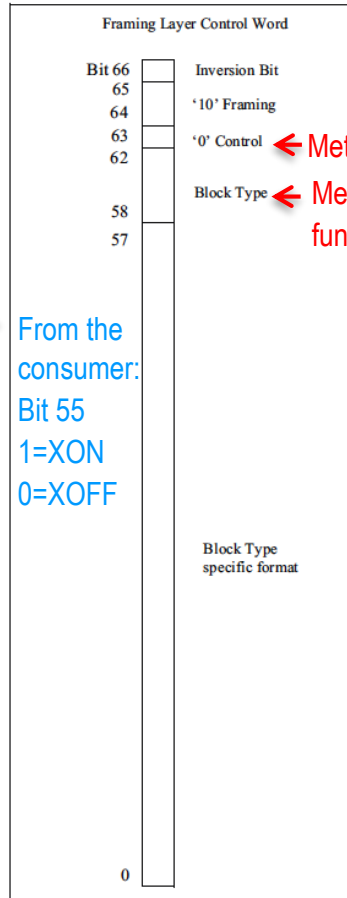 Framing Layer Control Word
Bit 66
Inversion Bit
65
'10' Framing
64
63
'0' Control
62
Block Type
58
57
From the
consumer:
Bit 55
1=XON
0=XOFF
Block Type
specific format
0